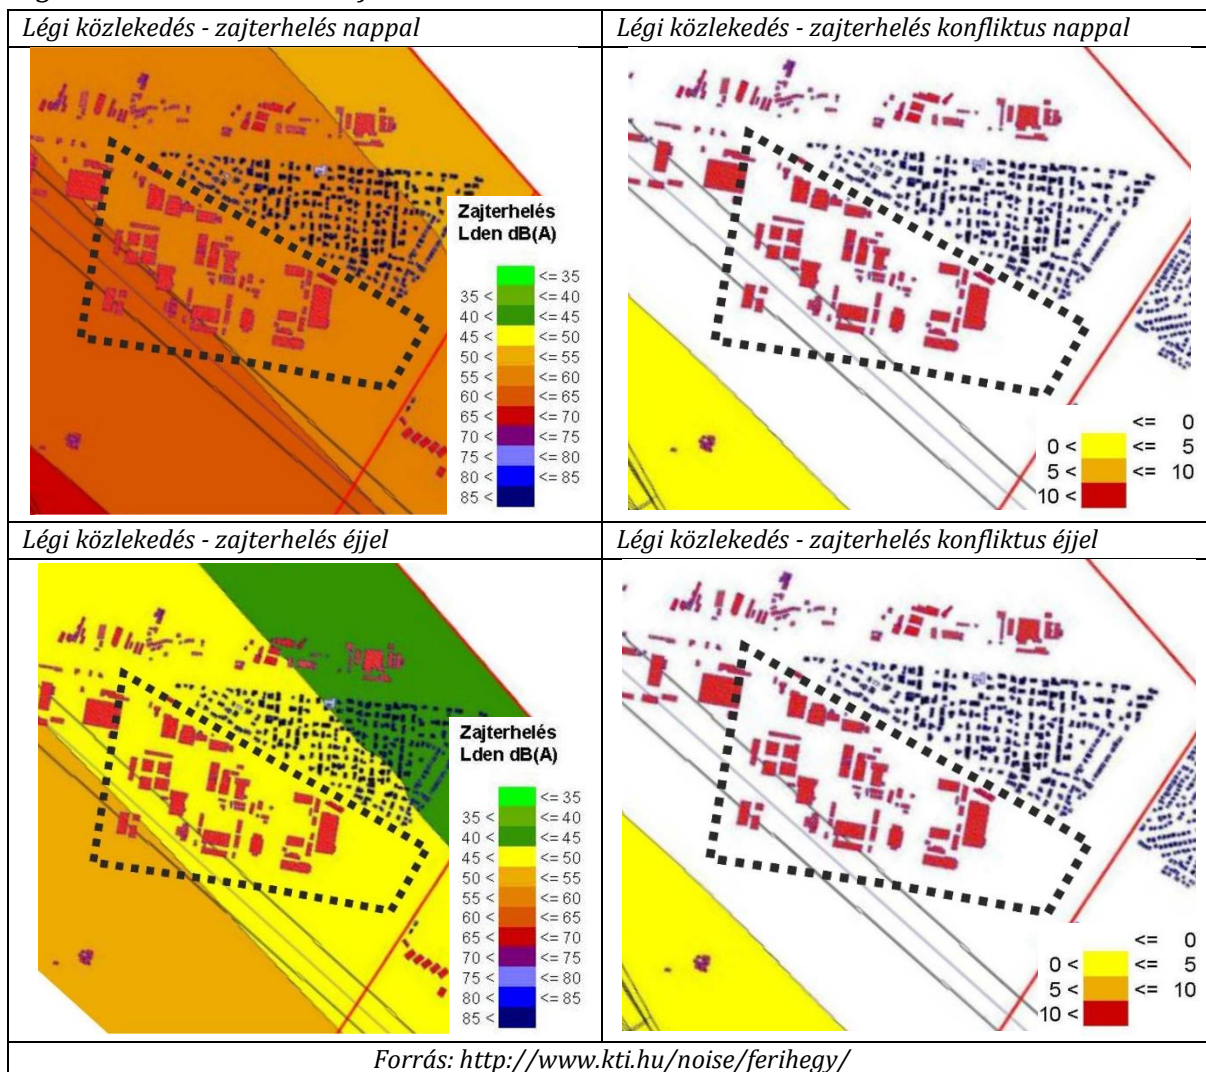 Légi közlekedés - zajterhelés nappal
Légi közlekedés - zajterhelés konfliktus nappal
Zajterhelés
Lden dB(A)
<= 35
35 < <= 40
40 < <= 45
45 < <= 50
50 < <= 55
55 < <= 60
60 < <= 65
65 < <= 70
70 < <= 75
75 < <= 80
80 < <= 85
85 <
<= 0
0 < <= 5
5 < <= 10
10 <
Légi közlekedés - zajterhelés éjjel
Légi közlekedés - zajterhelés konfliktus éjjel
Zajterhelés
Lden dB(A)
<= 35
35 < <= 40
40 < <= 45
45 < <= 50
50 < <= 55
55 < <= 60
60 < <= 65
65 < <= 70
70 < <= 75
75 < <= 80
80 < <= 85
85 <
<= 0
0 < <= 5
5 < <= 10
10 <
Forrás: http://www.kti.hu/noise/ferihegy/